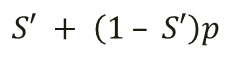 S′ + (1 – S′)p